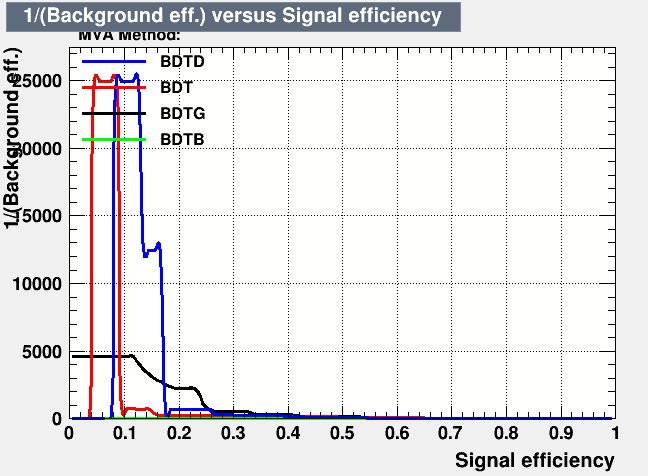 1/(Background eff.) versus Signal efficiency
MVA Method:
BDTD
BDT
BDTG
BDTB
1/(Background eff.)
25000
20000
15000
10000
5000
0
0 0.1 0.2 0.3 0.4 0.5 0.6 0.7 0.8 0.9 1
Signal efficiency